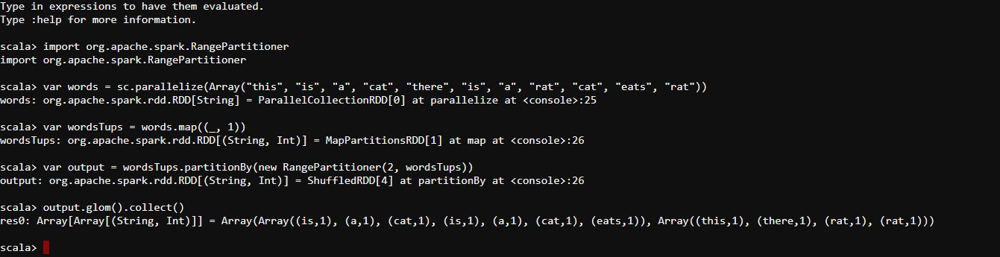 Type in expressions to have them evaluated.
Type :help for more information.
scala> import org.apache.spark.RangePartitioner
import org.apache.spark.RangePartitioner
scala> var words = sc.parallelize(Array("this", "is", "a", "cat", "there", "is", "a", "rat", "cat", "eats", "rat"))
words: org.apache.spark.rdd.RDD[String] = ParallelCollectionRDD[0] at parallelize at <console>:25
scala> var wordsTups = words.map((_, 1))
wordsTups: org.apache.spark.rdd.RDD[(String, Int)] = MapPartitionsRDD[1] at map at <console>:26
scala> var output = wordsTups.partitionBy(new RangePartitioner(2, wordsTups))
output: org.apache.spark.rdd.RDD[(String, Int)] = ShuffledRDD[4] at partitionBy at <console>:26
scala> output.glom().collect()
res0: Array[Array[(String, Int)]] = Array(Array((is,1), (a,1), (cat,1), (is,1), (a,1), (cat,1), (eats,1)), Array((this,1), (there,1), (rat,1), (rat,1)))
scala>